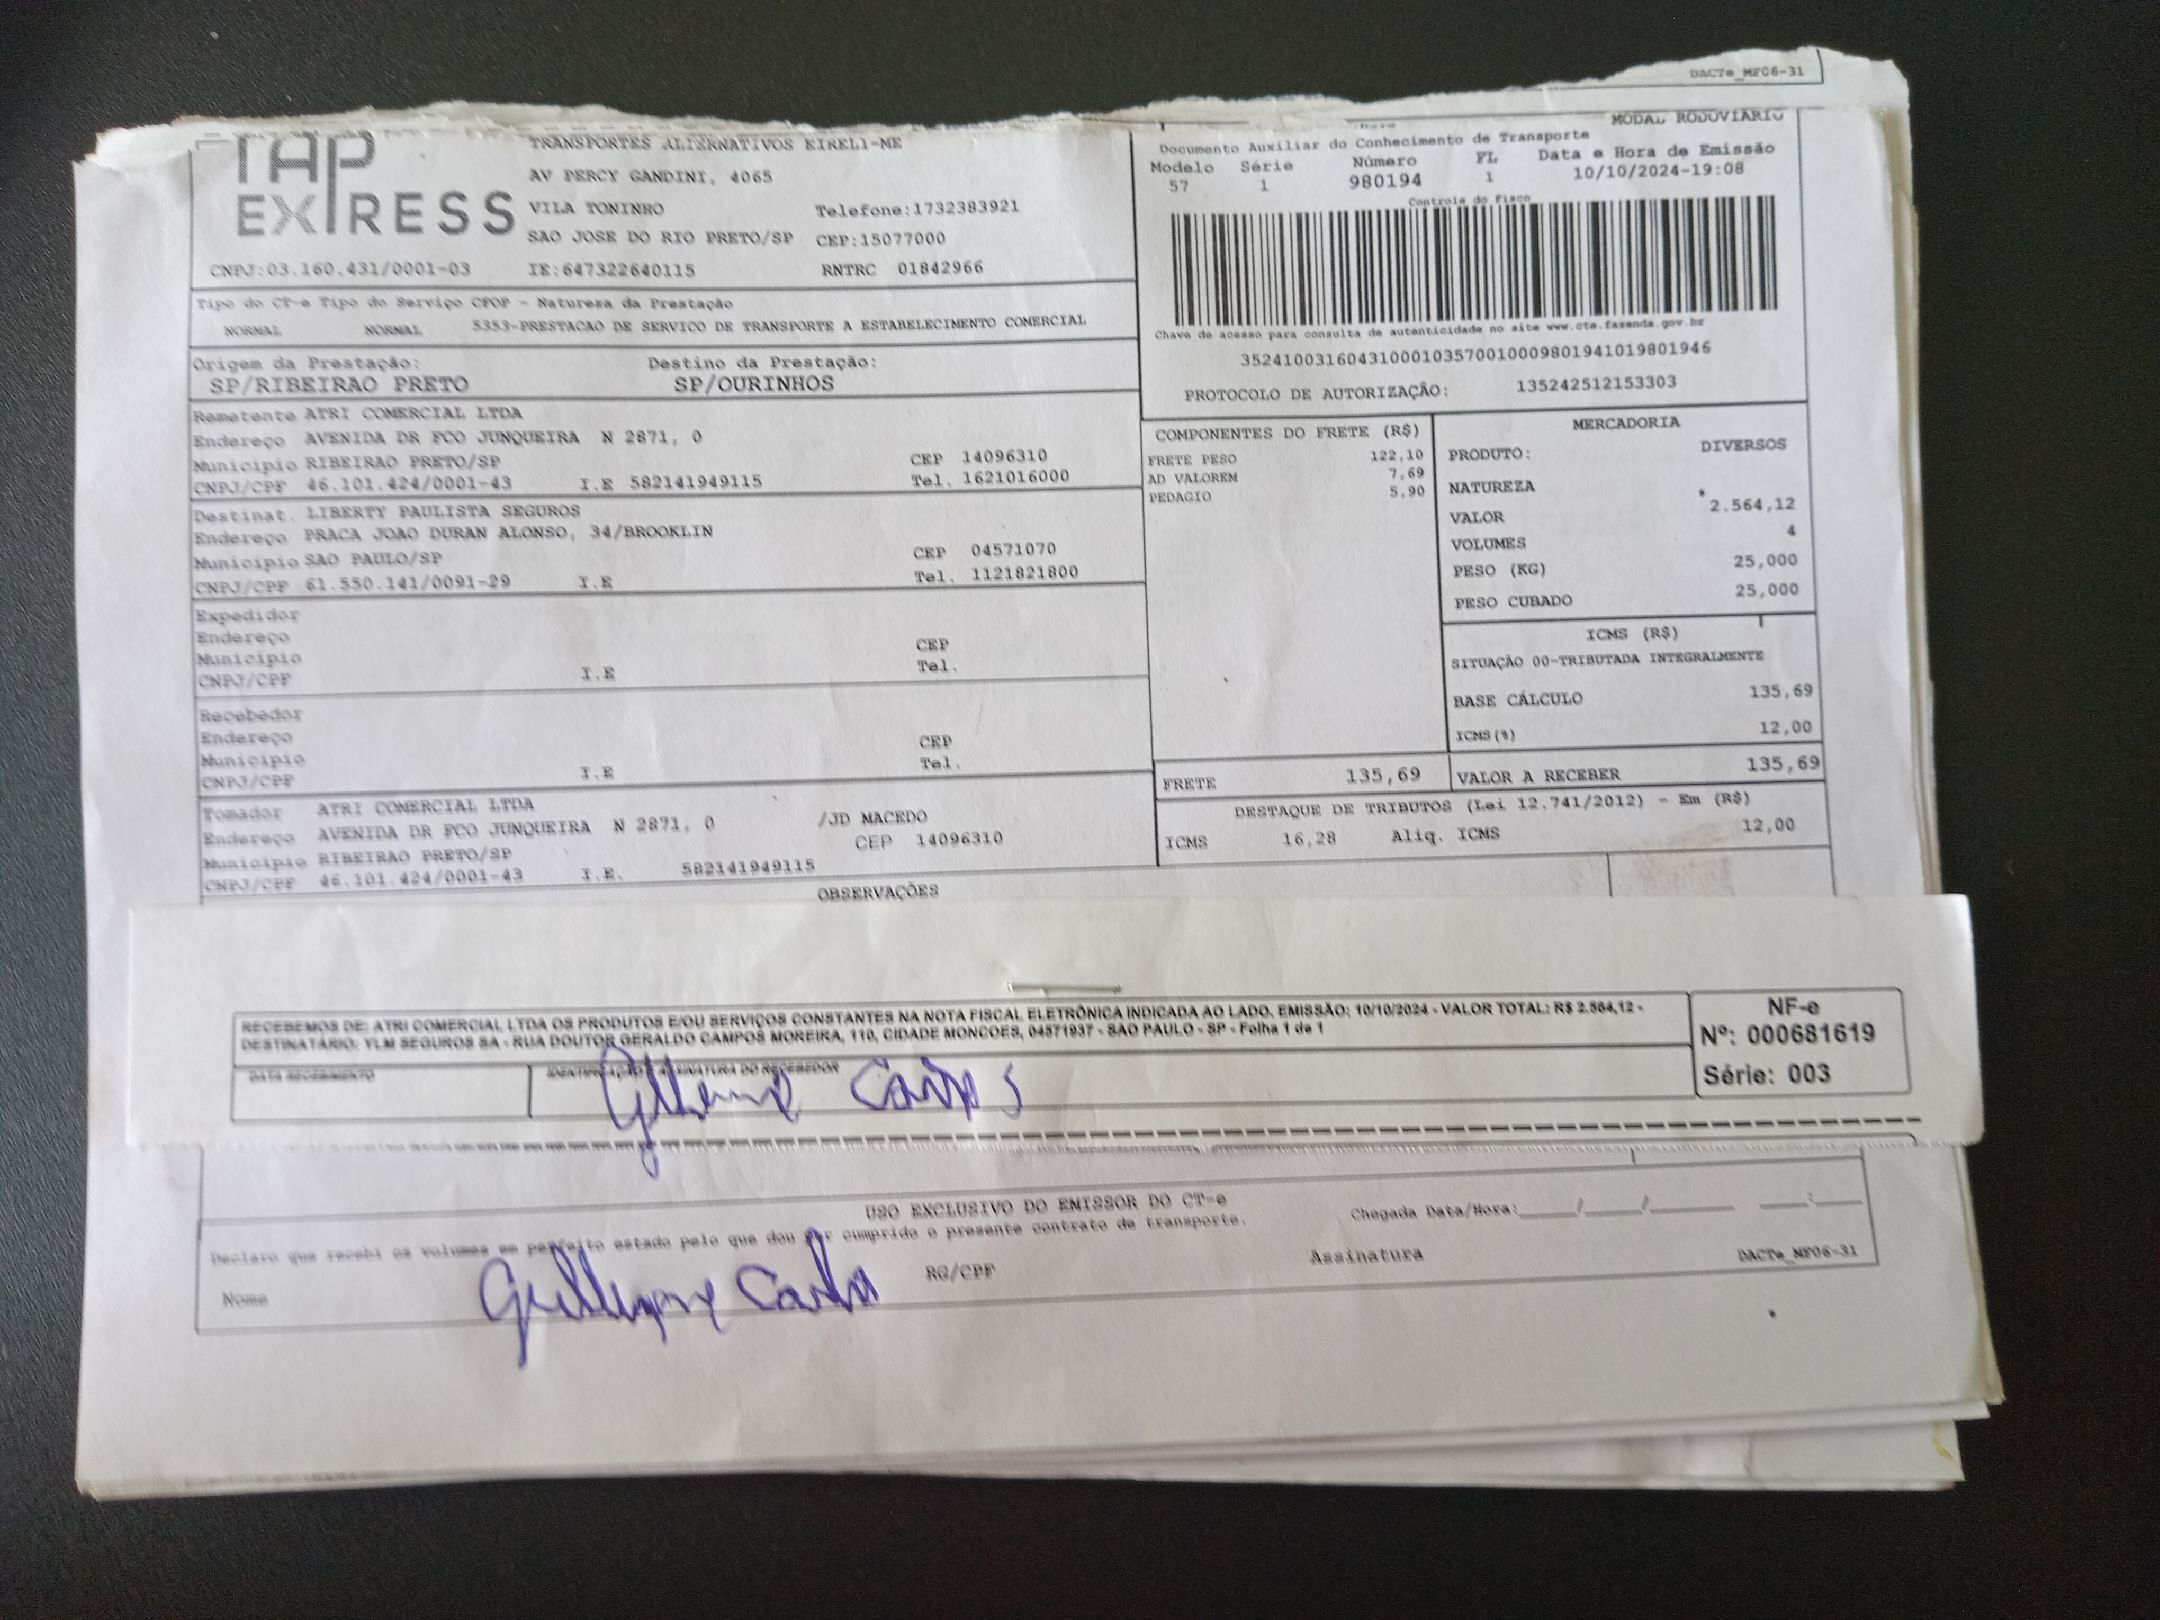 DACTe_MF06-31
MODAL RODOVIARIO
TAP EXPRESS
TRANSPORTES ALTERNATIVOS EIRELI-ME
AV PERCY GANDINI, 4065
VILA TONINHO Telefone:1732383921
SAO JOSE DO RIO PRETO/SP CEP:15077000
CNPJ:03.160.431/0001-03 IE:647322640115 RNTRC 01842966
Documento Auxiliar do Conhecimento de Transporte
Modelo Série Número FL Data e Hora de Emissão
57 1 980194 1 10/10/2024-19:08
Controle do Fisco
Chave de acesso para consulta de autenticidade no site www.cte.fazenda.gov.br
35241003160431000103570010009801941019801946
PROTOCOLO DE AUTORIZAÇÃO: 135242512153303
Tipo do CT-e Tipo do Serviço CFOP - Natureza da Prestação
NORMAL NORMAL 5353-PRESTACAO DE SERVICO DE TRANSPORTE A ESTABELECIMENTO COMERCIAL
Origem da Prestação: Destino da Prestação:
SP/RIBEIRAO PRETO SP/OURINHOS
Remetente ATRI COMERCIAL LTDA
Endereço AVENIDA DR FCO JUNQUEIRA N 2871, 0
Município RIBEIRAO PRETO/SP CEP 14096310
CNPJ/CPF 46.101.424/0001-43 I.E 582141949115 Tel. 1621016000
Destinat. LIBERTY PAULISTA SEGUROS
Endereço PRACA JOAO DURAN ALONSO, 34/BROOKLIN
Município SAO PAULO/SP CEP 04571070
CNPJ/CPF 61.550.141/0091-29 I.E Tel. 1121821800
Expedidor
Endereço
Município CEP
CNPJ/CPF I.E Tel.
Recebedor
Endereço
Município CEP
CNPJ/CPF I.E Tel.
Tomador ATRI COMERCIAL LTDA
Endereço AVENIDA DR FCO JUNQUEIRA N 2871, 0 /JD MACEDO
Município RIBEIRAO PRETO/SP CEP 14096310
CNPJ/CPF 46.101.424/0001-43 I.E. 582141949115
COMPONENTES DO FRETE (R$)
FRETE PESO 122,10
AD VALOREM 7,69
PEDAGIO 5,90
MERCADORIA
PRODUTO: DIVERSOS
NATUREZA
VALOR 2.564,12
VOLUMES 4
PESO (KG) 25,000
PESO CUBADO 25,000
ICMS (R$)
SITUAÇÃO 00-TRIBUTADA INTEGRALMENTE
BASE CÁLCULO 135,69
ICMS(%) 12,00
FRETE 135,69 VALOR A RECEBER 135,69
DESTAQUE DE TRIBUTOS (Lei 12.741/2012) - Em (R$)
ICMS 16,28 Aliq. ICMS 12,00
OBSERVAÇÕES
RECEBEMOS DE: ATRI COMERCIAL LTDA OS PRODUTOS E/OU SERVIÇOS CONSTANTES NA NOTA FISCAL ELETRÔNICA INDICADA AO LADO. EMISSÃO: 10/10/2024 - VALOR TOTAL: R$ 2.564,12 -
DESTINATÁRIO: YLM SEGUROS SA - RUA DOUTOR GERALDO CAMPOS MOREIRA, 110, CIDADE MONCOES, 04571937 - SAO PAULO - SP - Folha 1 de 1
DATA RECEBIMENTO IDENTIFICAÇÃO E ASSINATURA DO RECEBEDOR
NF-e
Nº: 000681619
Série: 003
USO EXCLUSIVO DO EMISSOR DO CT-e
Declaro que recebi os volumes em perfeito estado pelo que dou por cumprido o presente contrato de transporte. Chegada Data/Hora:____/____/______ ____:____
Nome RG/CPF Assinatura DACTe_MF06-31